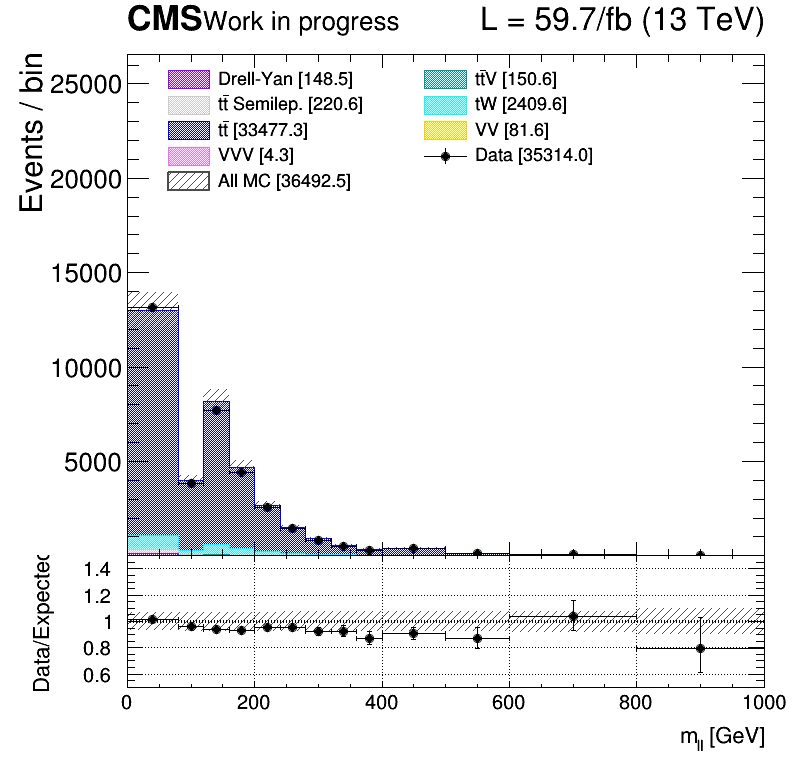 CMS Work in progress L = 59.7/fb (13 TeV)
Events / bin
25000
20000
15000
10000
5000
Drell-Yan [148.5]
tt̄ Semilep. [220.6]
tt̄ [33477.3]
VVV [4.3]
All MC [36492.5]
tt̄V [150.6]
tW [2409.6]
VV [81.6]
Data [35314.0]
Data/Expected
1.4
1.2
1
0.8
0.6
0 200 400 600 800 1000
m_ll [GeV]